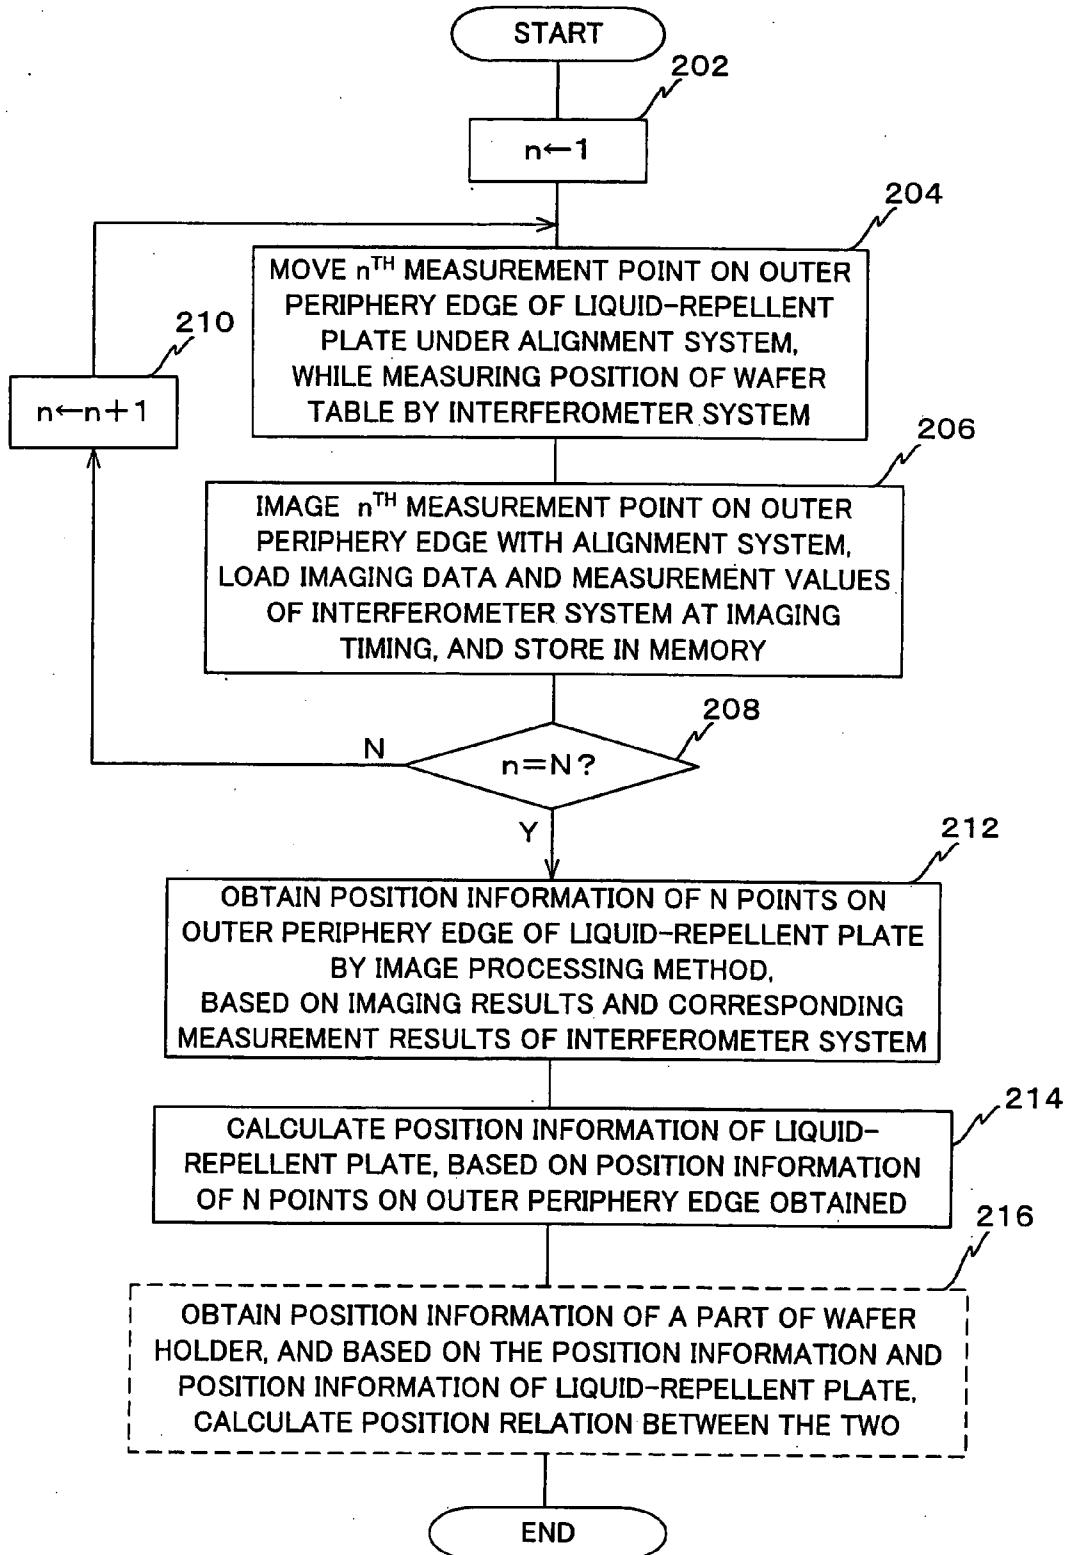 START
202
n←1
204
MOVE nTH MEASUREMENT POINT ON OUTER
PERIPHERY EDGE OF LIQUID-REPELLENT
PLATE UNDER ALIGNMENT SYSTEM,
WHILE MEASURING POSITION OF WAFER
TABLE BY INTERFEROMETER SYSTEM
210
n←n+1
206
IMAGE nTH MEASUREMENT POINT ON OUTER
PERIPHERY EDGE WITH ALIGNMENT SYSTEM,
LOAD IMAGING DATA AND MEASUREMENT VALUES
OF INTERFEROMETER SYSTEM AT IMAGING
TIMING, AND STORE IN MEMORY
208
N
n=N?
Y
212
OBTAIN POSITION INFORMATION OF N POINTS ON
OUTER PERIPHERY EDGE OF LIQUID-REPELLENT PLATE
BY IMAGE PROCESSING METHOD,
BASED ON IMAGING RESULTS AND CORRESPONDING
MEASUREMENT RESULTS OF INTERFEROMETER SYSTEM
214
CALCULATE POSITION INFORMATION OF LIQUID-
REPELLENT PLATE, BASED ON POSITION INFORMATION
OF N POINTS ON OUTER PERIPHERY EDGE OBTAINED
216
OBTAIN POSITION INFORMATION OF A PART OF WAFER
HOLDER, AND BASED ON THE POSITION INFORMATION AND
POSITION INFORMATION OF LIQUID-REPELLENT PLATE,
CALCULATE POSITION RELATION BETWEEN THE TWO
END